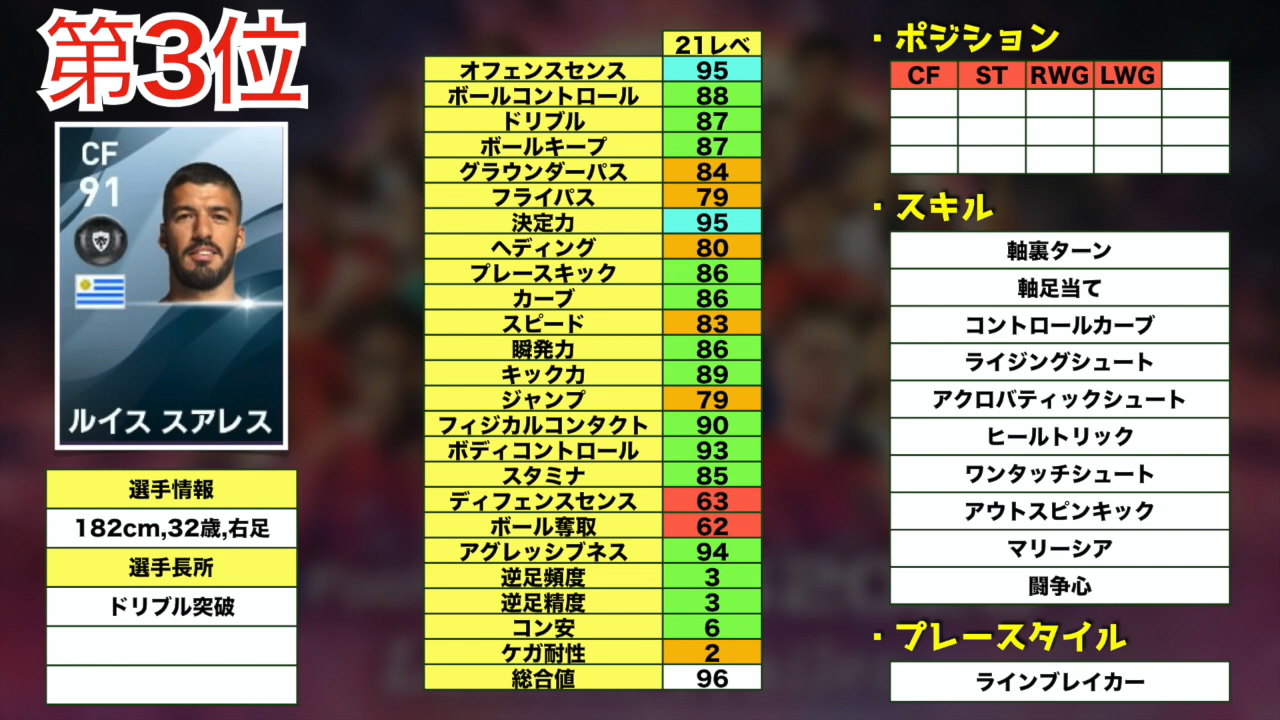 第3位
CF
91
ルイス スアレス
選手情報
182cm,32歳,右足
選手長所
ドリブル突破
21レベ
オフェンスセンス 95
ボールコントロール 88
ドリブル 87
ボールキープ 87
グラウンダーパス 84
フライパス 79
決定力 95
ヘディング 80
プレースキック 86
カーブ 86
スピード 83
瞬発力 86
キック力 89
ジャンプ 79
フィジカルコンタクト 90
ボディコントロール 93
スタミナ 85
ディフェンスセンス 63
ボール奪取 62
アグレッシブネス 94
逆足頻度 3
逆足精度 3
コン安 6
ケガ耐性 2
総合値 96
・ポジション
CF ST RWG LWG
・スキル
軸裏ターン
軸足当て
コントロールカーブ
ライジングシュート
アクロバティックシュート
ヒールトリック
ワンタッチシュート
アウトスピンキック
マリーシア
闘争心
・プレースタイル
ラインブレイカー